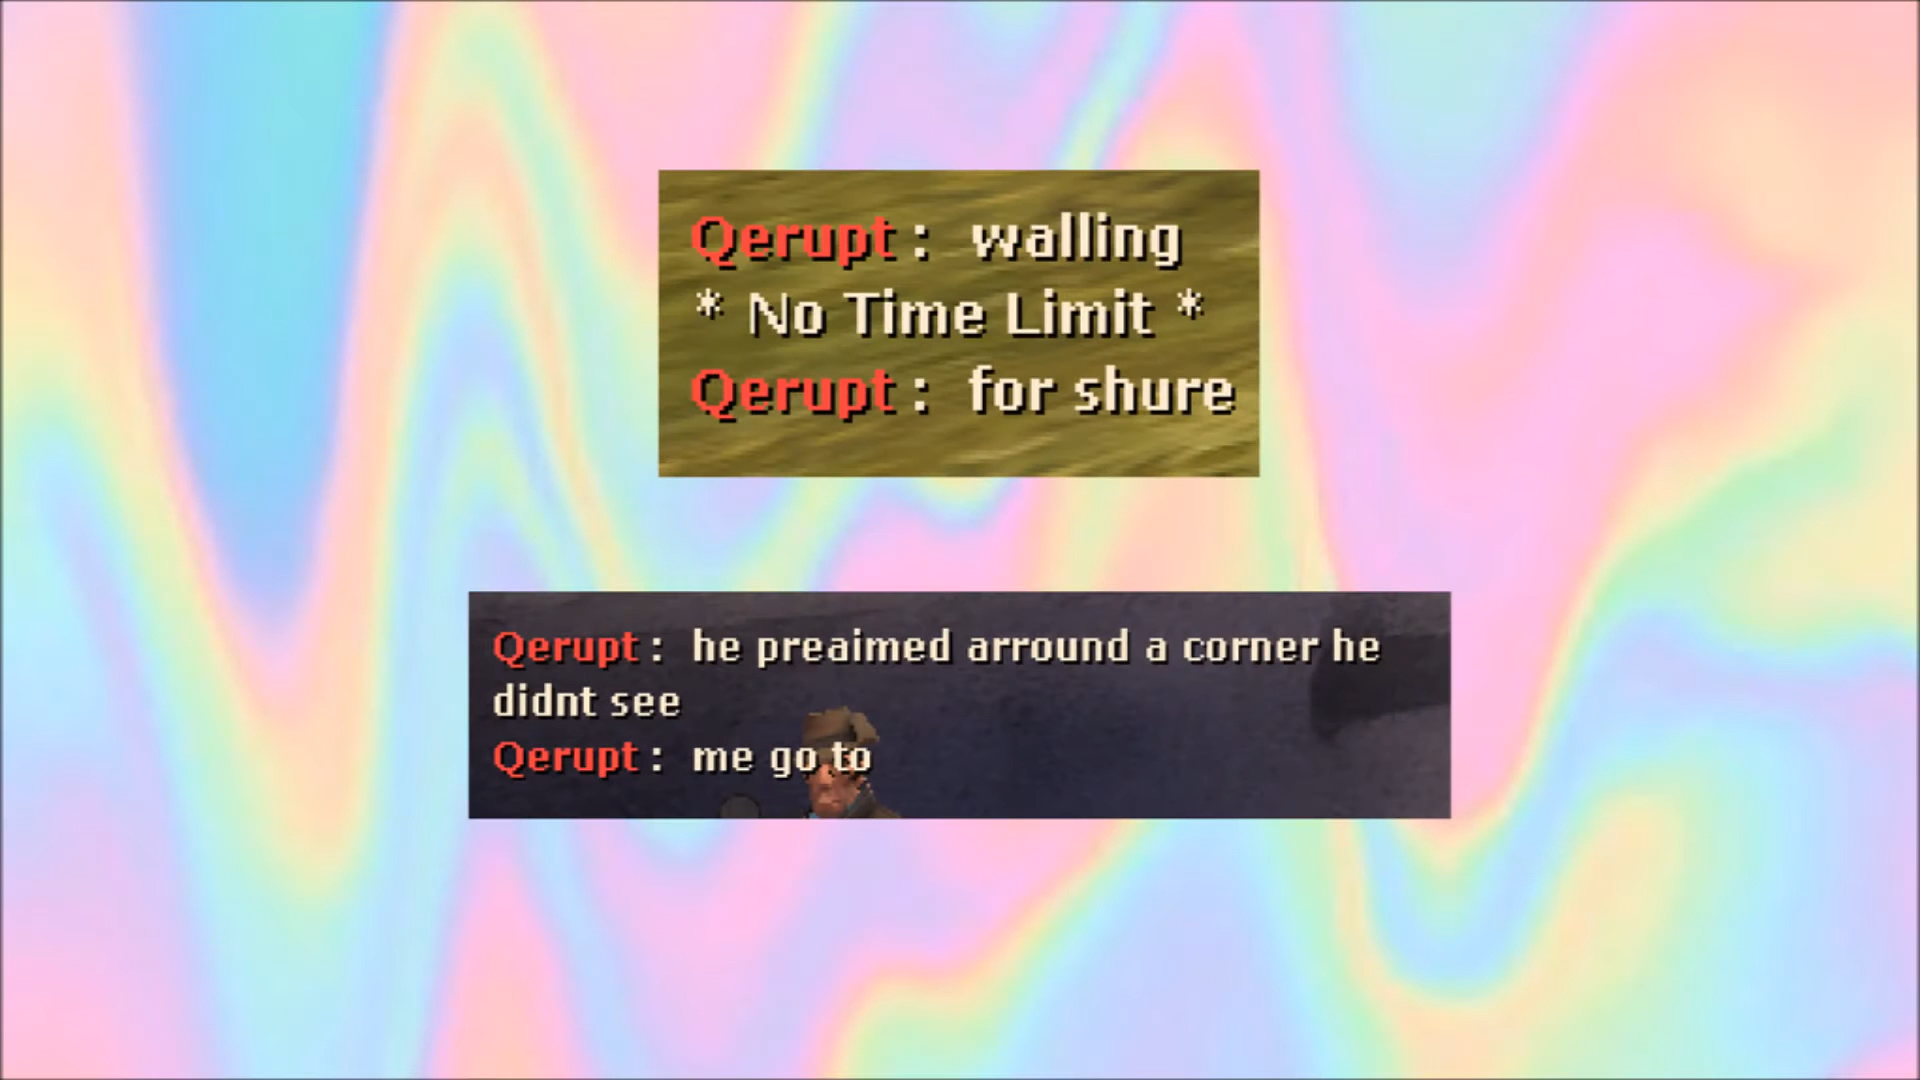 Qerupt : walling
* No Time Limit *
Qerupt : for shure
Qerupt : he preaimed arround a corner he
didnt see
Qerupt : me go to